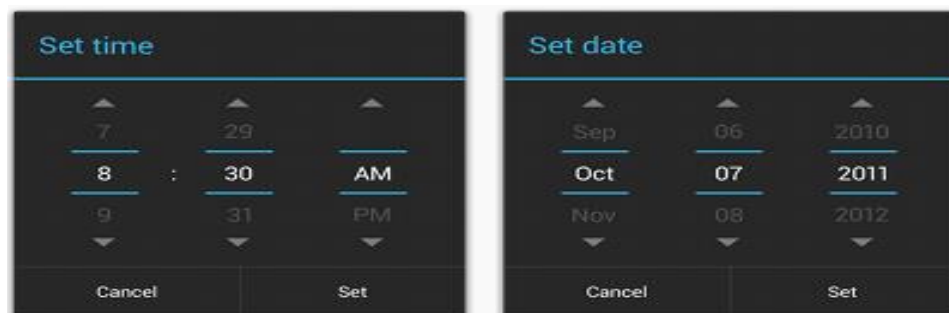 Set time
7 29
8 : 30 AM
9 31 PM
Cancel Set
Set date
Sep 06 2010
Oct 07 2011
Nov 08 2012
Cancel Set